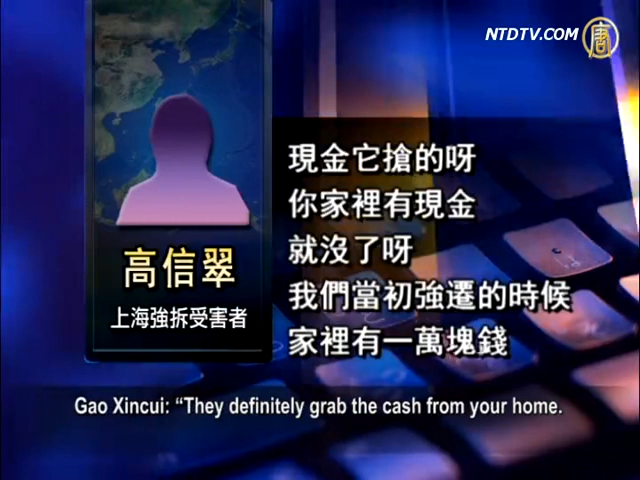 NTDTV.COM
唐
現金它搶的呀
你家裡有現金
就沒了呀
我們當初強遷的時候
家裡有一萬塊錢
高信翠
上海強拆受害者
Gao Xincui: “They definitely grab the cash from your home.